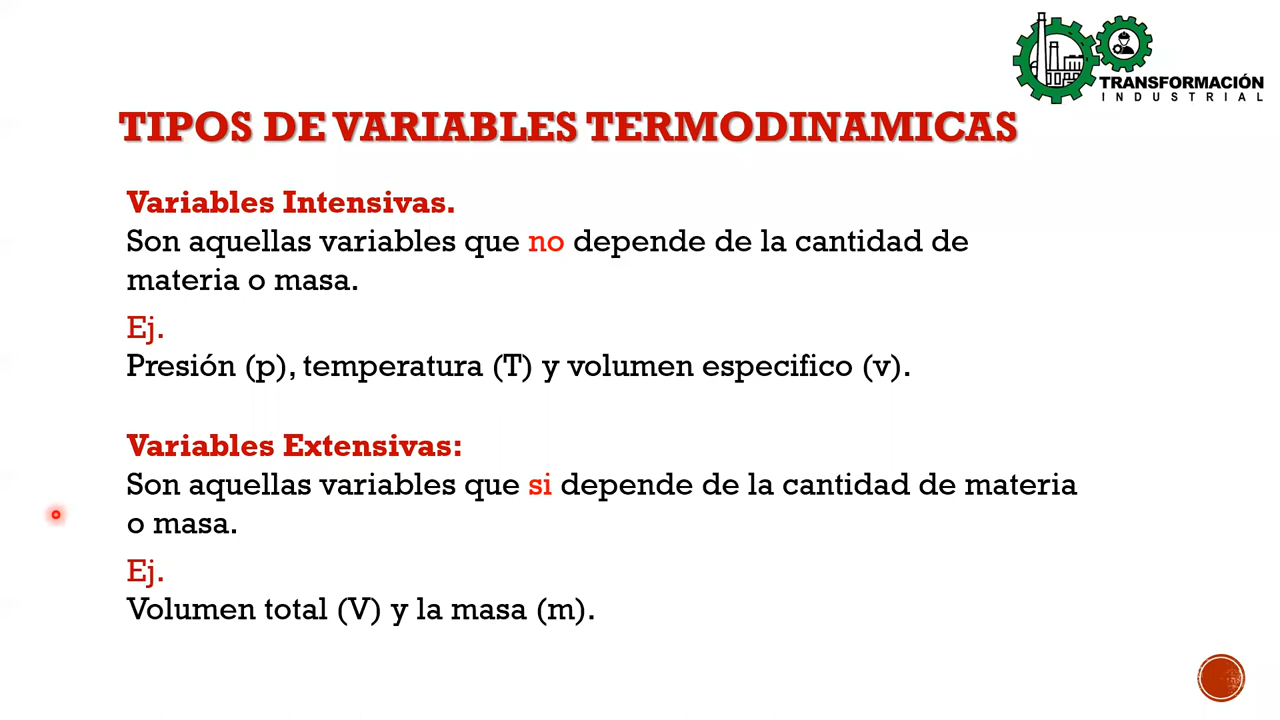 TRANSFORMACIÓN
INDUSTRIAL
TIPOS DE VARIABLES TERMODINAMICAS
Variables Intensivas.
Son aquellas variables que no depende de la cantidad de
materia o masa.
Ej.
Presión (p), temperatura (T) y volumen especifico (v).
Variables Extensivas:
Son aquellas variables que si depende de la cantidad de materia
o masa.
Ej.
Volumen total (V) y la masa (m).